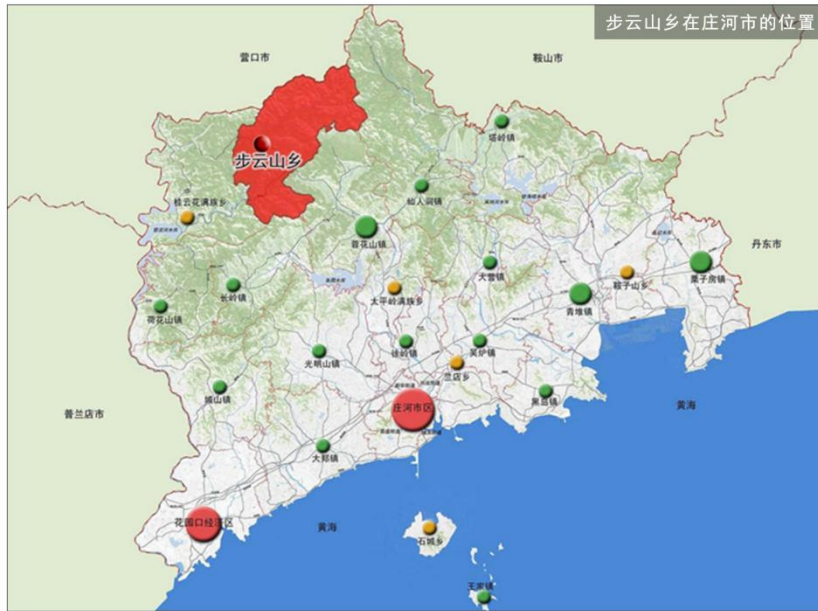 步云山乡在庄河市的位置
营口市
鞍山市
塔岭镇
步云山乡
仙人洞镇
桂云花满族乡
蓉花山镇
丹东市
大营镇
鞍子山乡
栗子房镇
长岭镇
太平岭满族乡
青堆镇
荷花山镇
徐岭镇
吴炉镇
光明山镇
兰店乡
城山镇
黑岛镇
普兰店市
庄河市区
黄海
大郑镇
花园口经济区
黄海
石城乡
王家镇